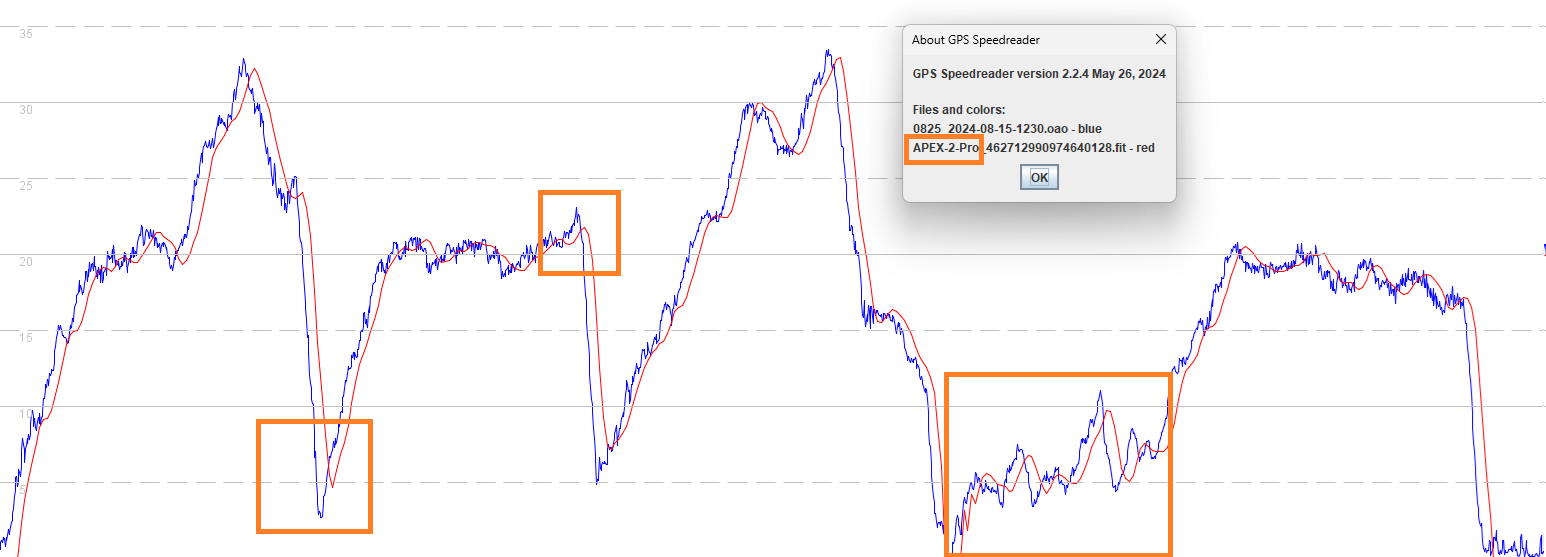 35
About GPS Speedreader
GPS Speedreader version 2.2.4 May 26, 2024
30
Files and colors:
0825_2024-08-15-1230.oao - blue
APEX-2-Pro_462712990974640128.fit - red
OK
25
20
15
10
5